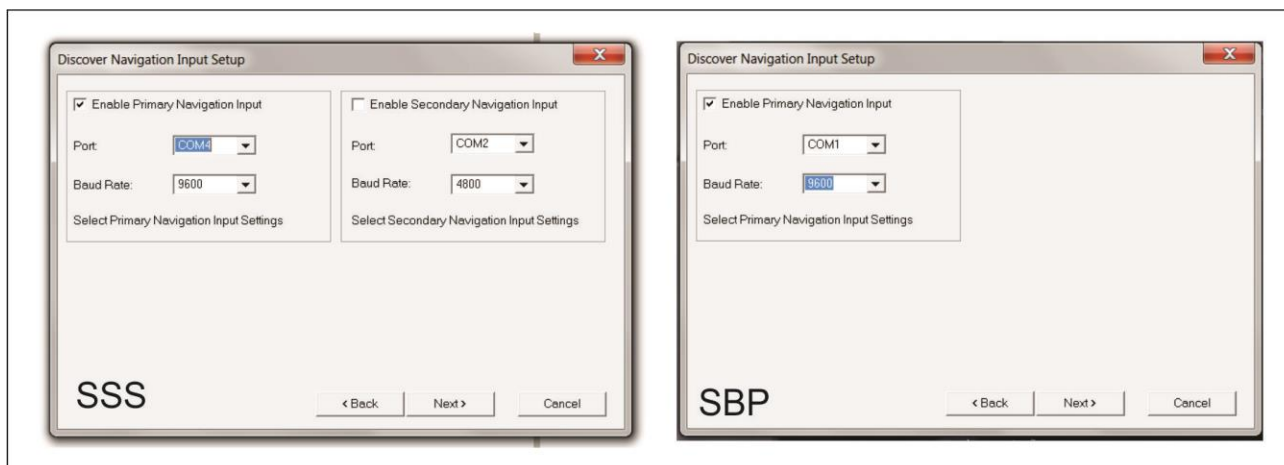 Discover Navigation Input Setup
Enable Primary Navigation Input
Port:
COM4
Baud Rate:
9600
Select Primary Navigation Input Settings
Enable Secondary Navigation Input
Port:
COM2
Baud Rate:
4800
Select Secondary Navigation Input Settings
SSS
< Back
Next >
Cancel
Discover Navigation Input Setup
Enable Primary Navigation Input
Port:
COM1
Baud Rate:
9600
Select Primary Navigation Input Settings
SBP
< Back
Next >
Cancel